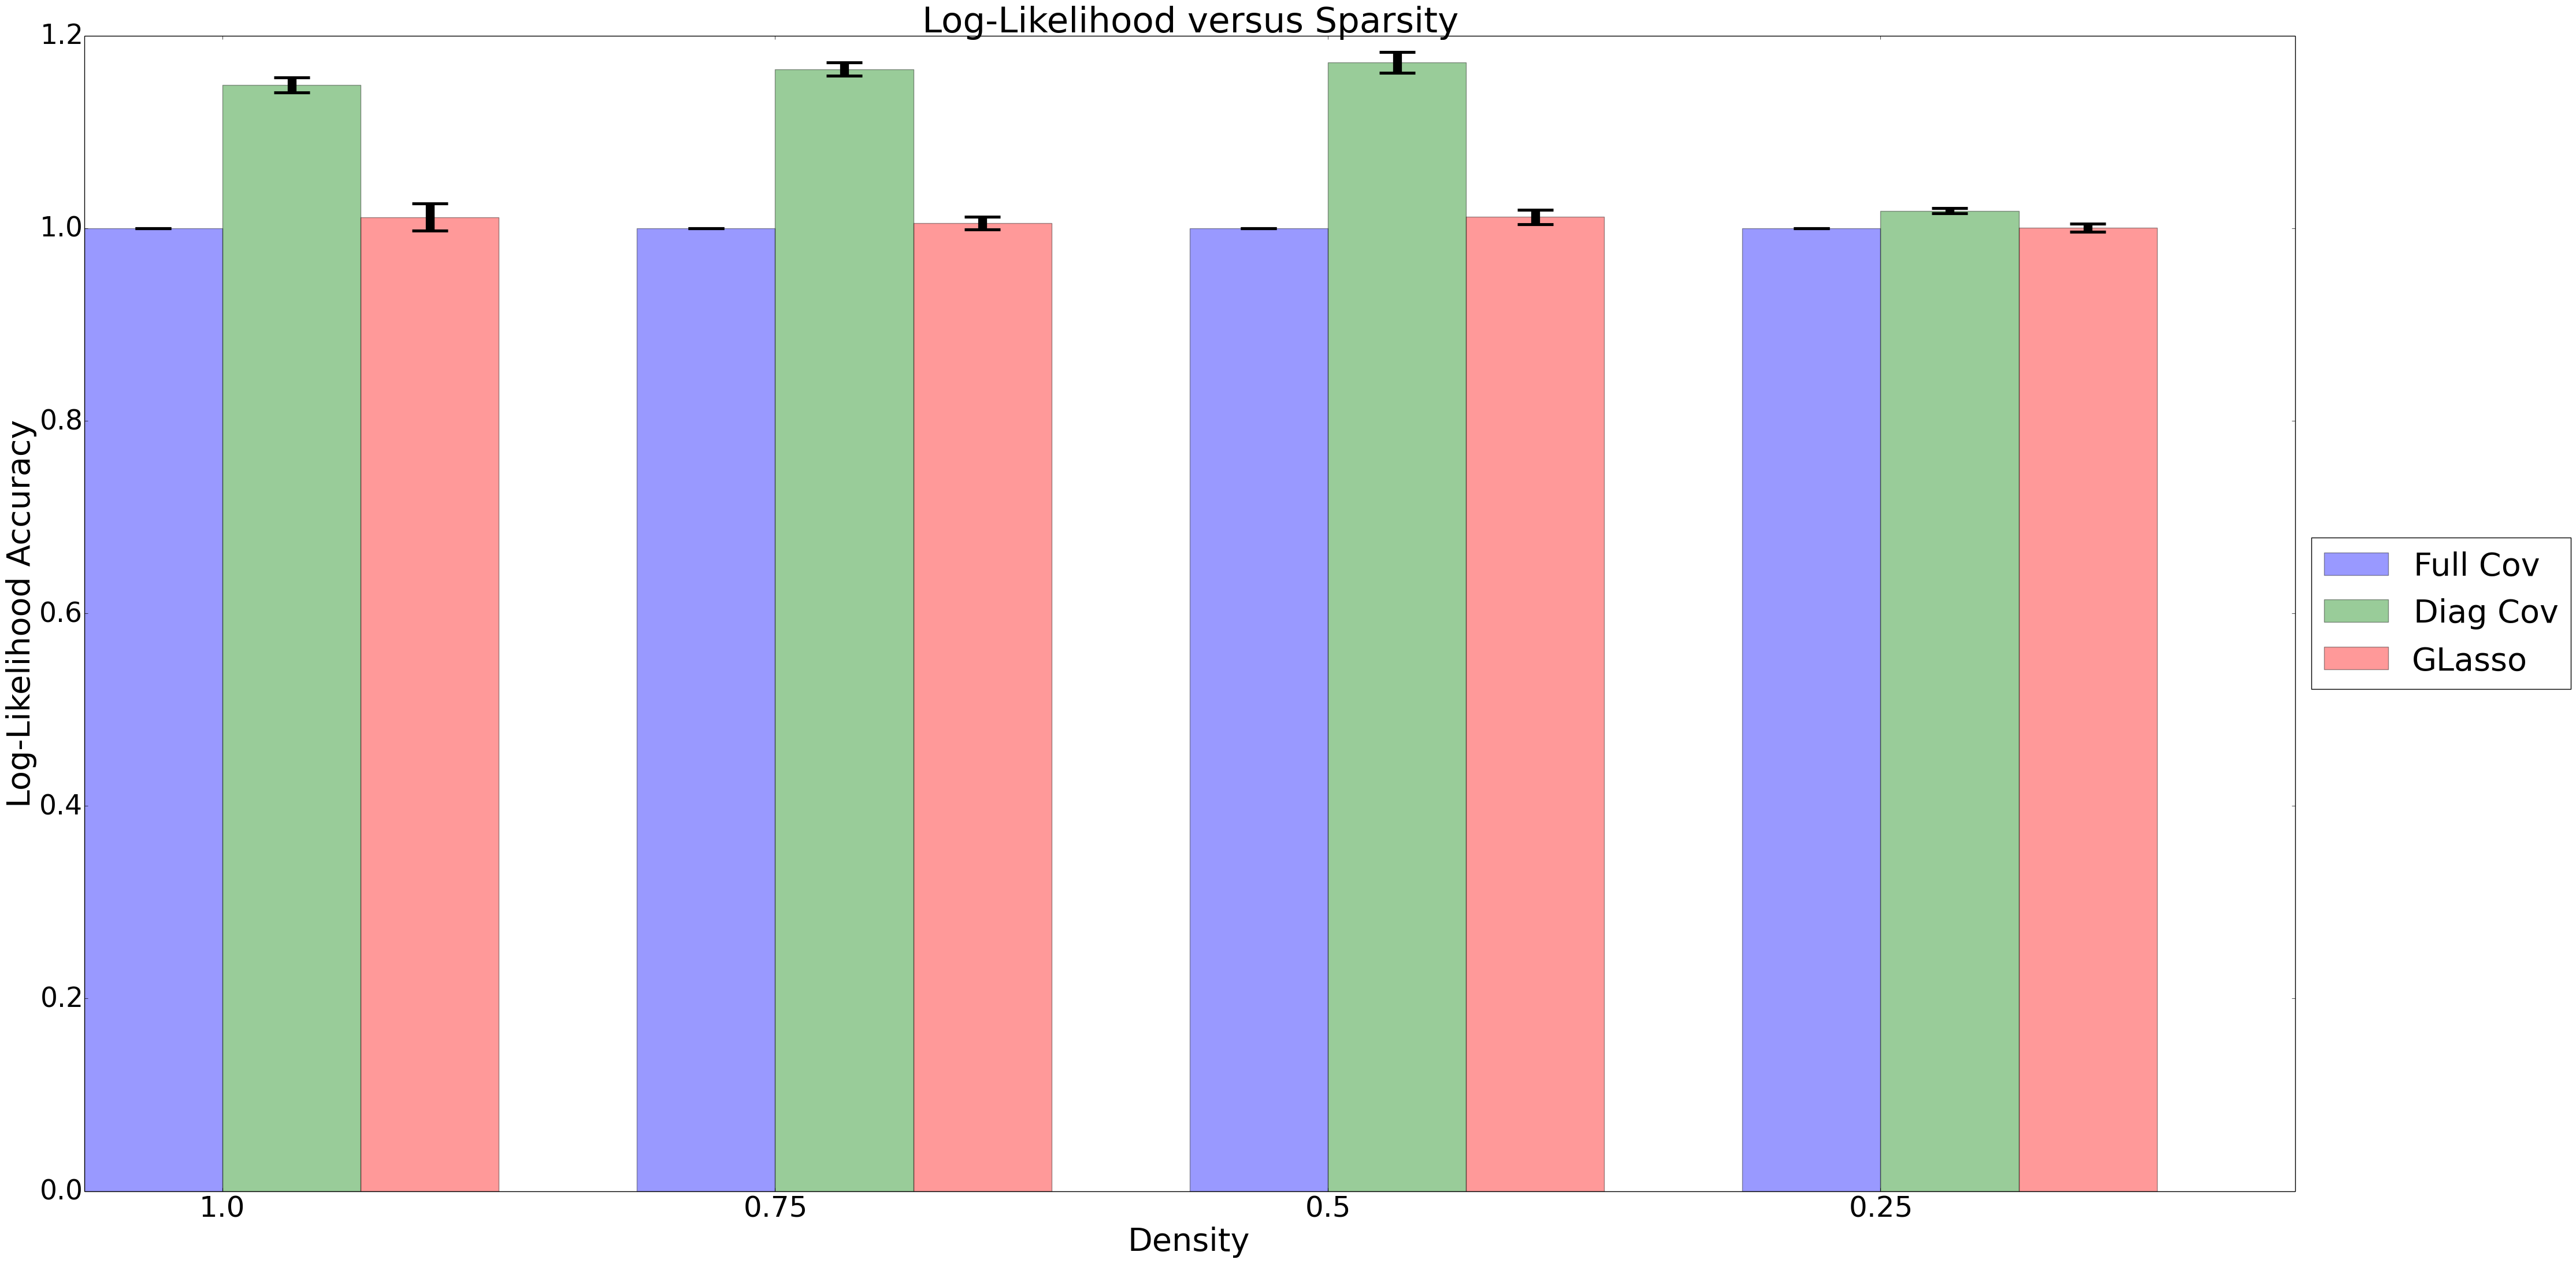 Log-Likelihood versus Sparsity
1.2
1.0
0.8
0.6
0.4
0.2
0.0
Log-Likelihood Accuracy
1.0 0.75 0.5 0.25
Density
Full Cov
Diag Cov
GLasso